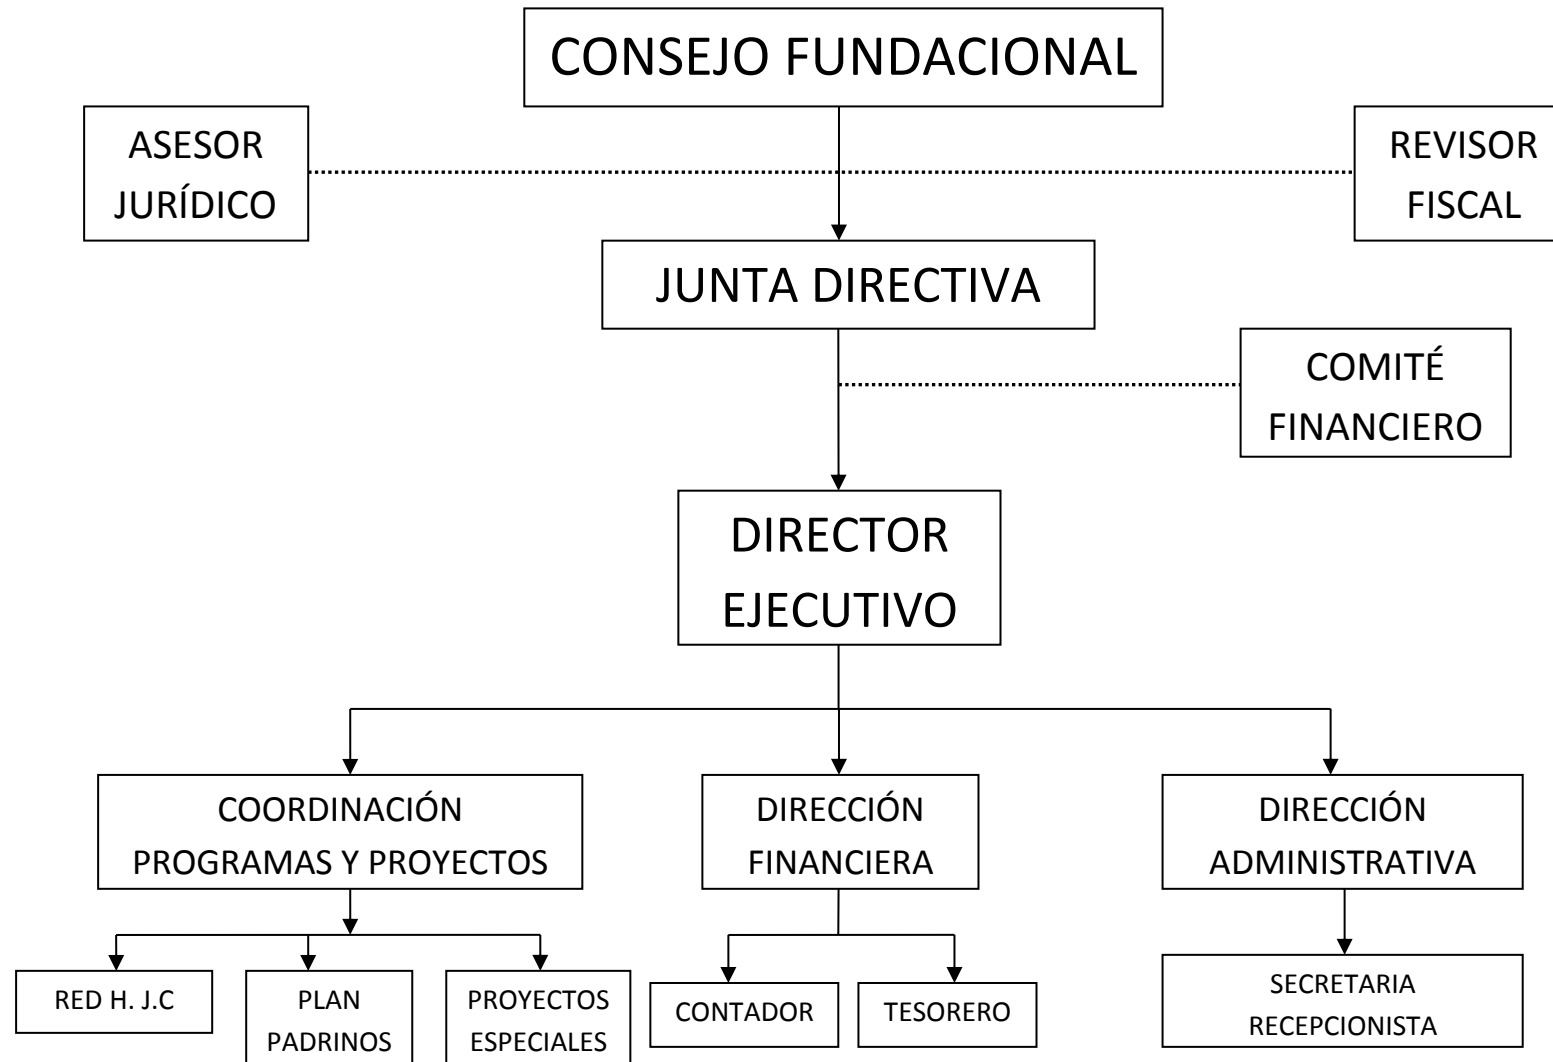 CONSEJO FUNDACIONAL
ASESOR
JURÍDICO
REVISOR
FISCAL
JUNTA DIRECTIVA
COMITÉ
FINANCIERO
DIRECTOR
EJECUTIVO
COORDINACIÓN
PROGRAMAS Y PROYECTOS
DIRECCIÓN
FINANCIERA
DIRECCIÓN
ADMINISTRATIVA
RED H. J.C
PLAN
PADRINOS
PROYECTOS
ESPECIALES
CONTADOR
TESORERO
SECRETARIA
RECEPCIONISTA